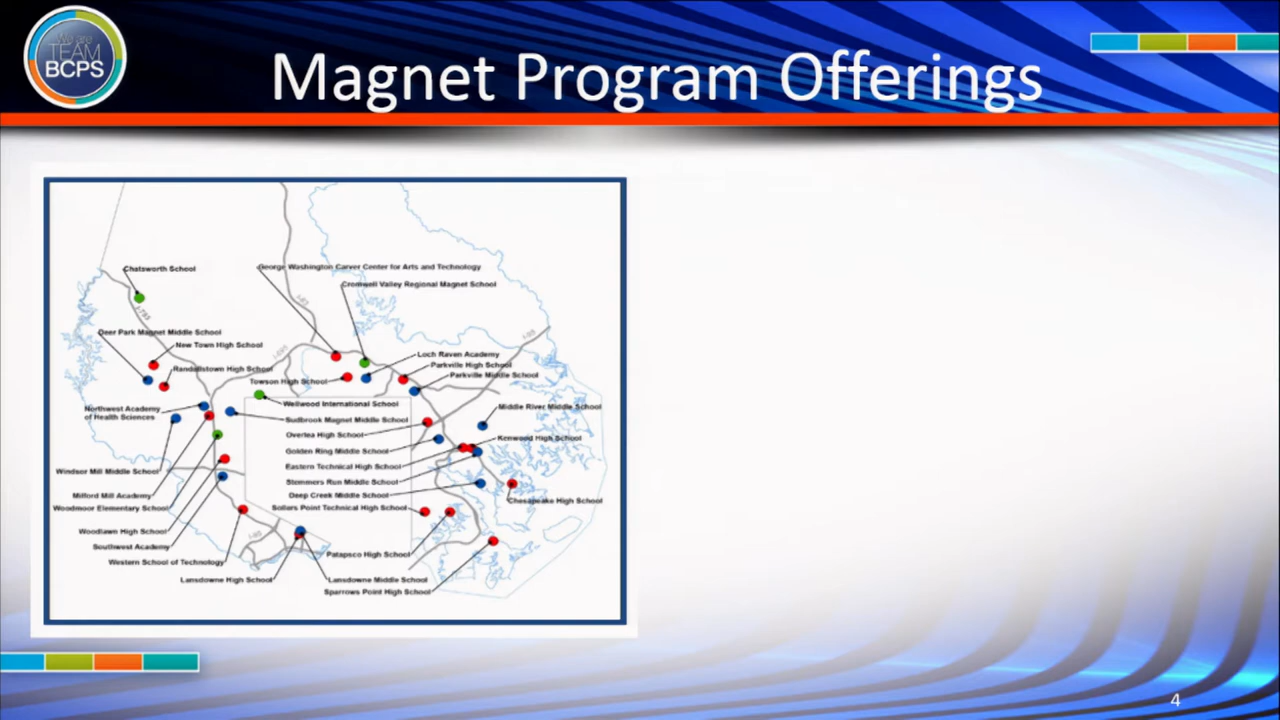 We are
TEAM
BCPS
Magnet Program Offerings
Chatsworth School
George Washington Carver Center for Arts and Technology
Cromwell Valley Regional Magnet School
I-83
I-795
Deer Park Magnet Middle School
I-95
New Town High School
I-695
Loch Raven Academy
Randallstown High School
Parkville High School
Towson High School
Parkville Middle School
Wellwood International School
Northwest Academy
of Health Sciences
Middle River Middle School
Sudbrook Magnet Middle School
Overlea High School
Kenwood High School
Golden Ring Middle School
Windsor Mill Middle School
Eastern Technical High School
Stemmers Run Middle School
Milford Mill Academy
Deep Creek Middle School
Chesapeake High School
Woodmoor Elementary School
Sollars Point Technical High School
Woodlawn High School
I-95
Southwest Academy
Patapsco High School
Western School of Technology
Lansdowne High School
Lansdowne Middle School
Sparrows Point High School
4